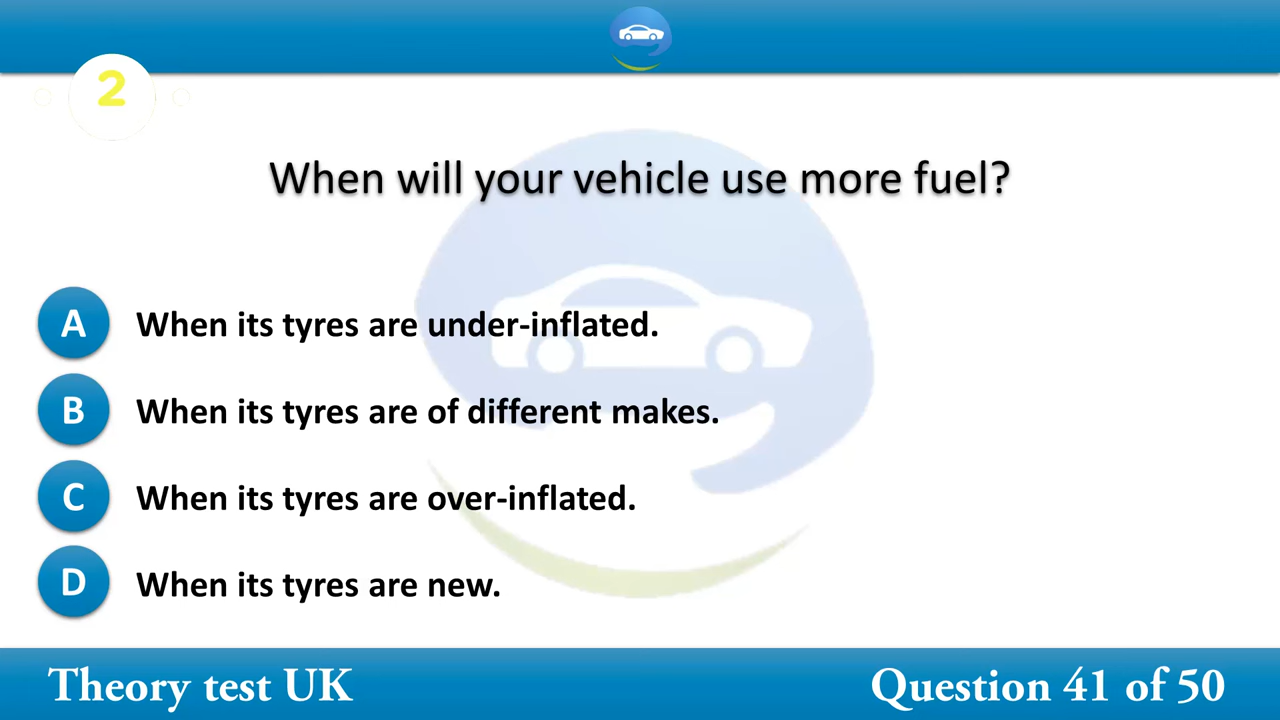 2
When will your vehicle use more fuel?
A When its tyres are under-inflated.
B When its tyres are of different makes.
C When its tyres are over-inflated.
D When its tyres are new.
Theory test UK Question 41 of 50